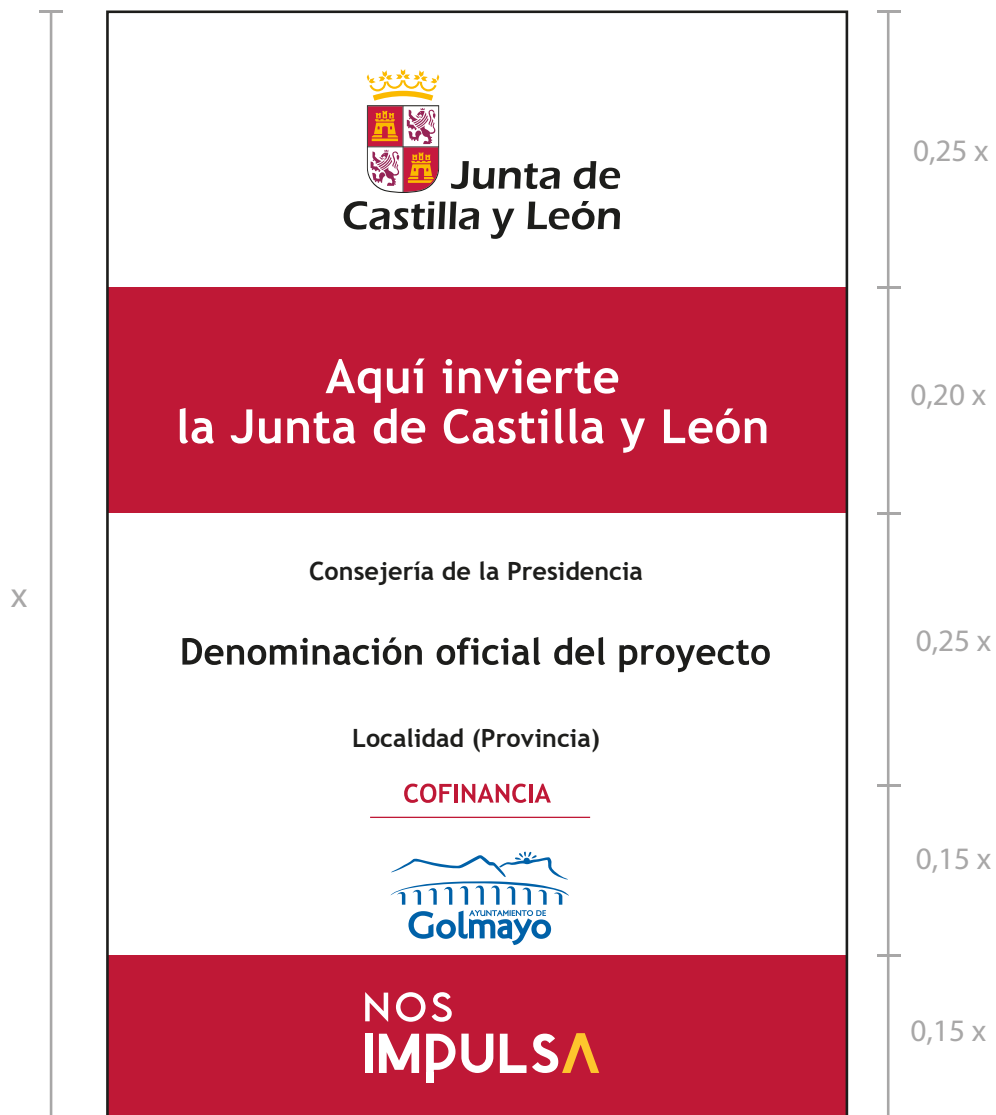 Junta de
Castilla y León
0,25 x
Aquí invierte
la Junta de Castilla y León
0,20 x
Consejería de la Presidencia
x
Denominación oficial del proyecto
0,25 x
Localidad (Provincia)
COFINANCIA
0,15 x
AYUNTAMIENTO DE
Golmayo
NOS
IMPULSA
0,15 x